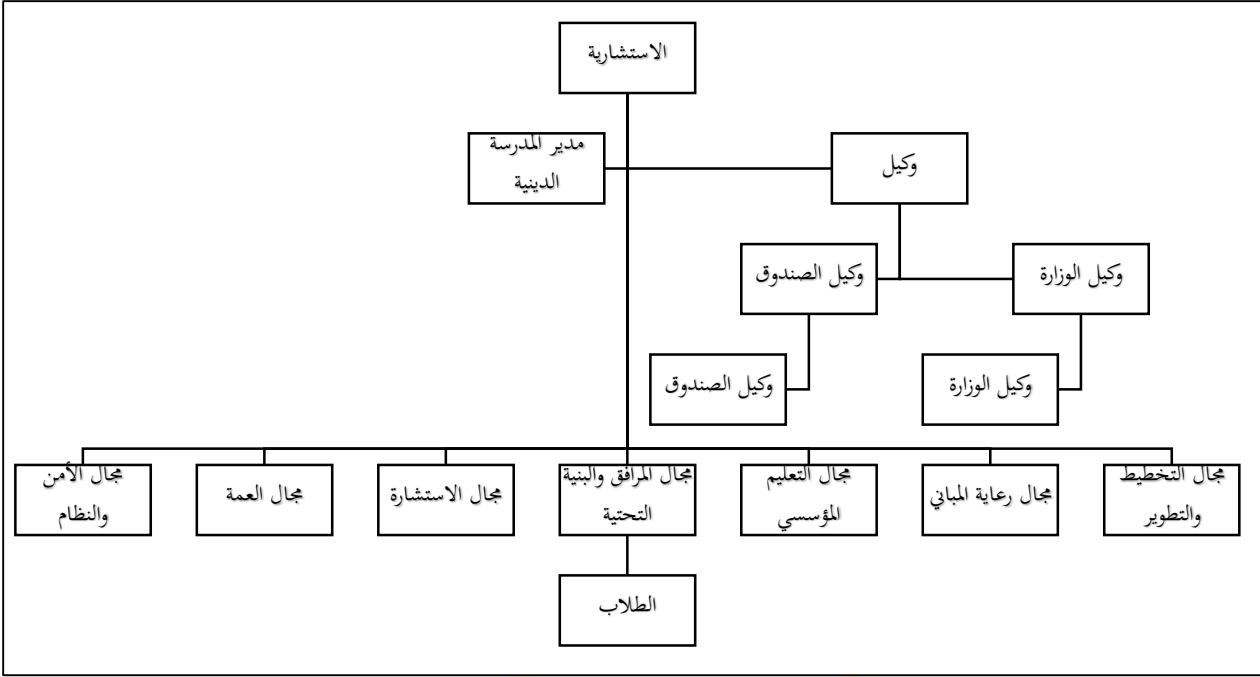 الاستشارية
وكيل
مدير المدرسة
الدينية
وكيل الوزارة
وكيل الصندوق
وكيل الوزارة
وكيل الصندوق
مجال التخطيط
والتطوير
مجال رعاية المباني
مجال التعليم
المؤسسي
مجال المرافق والبنية
التحتية
مجال الاستشارة
مجال العمة
مجال الأمن
والنظام
الطلاب